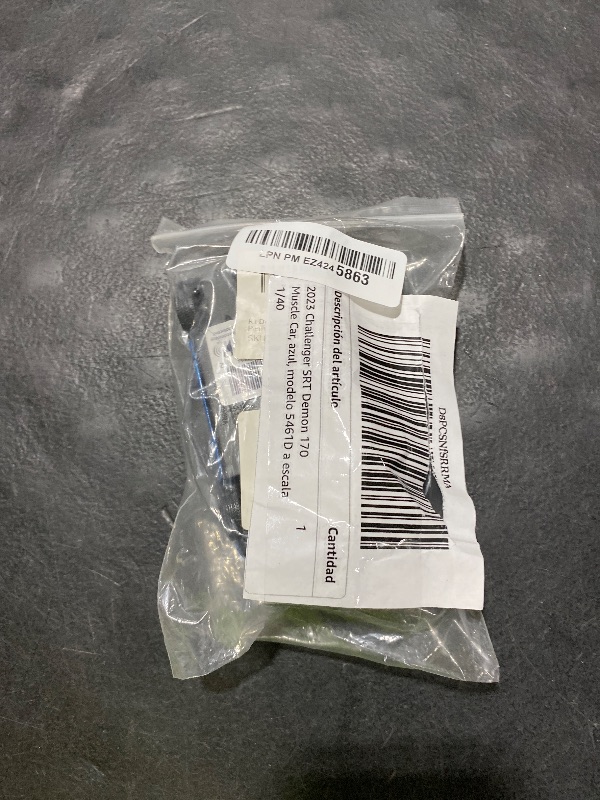 LPN PM EZ4245863
D8PCSNISRRMA
Descripción del artículo
Cantidad
2023 Challenger SRT Demon 170
Muscle Car, azul, modelo 5461D a escala
1/40
1